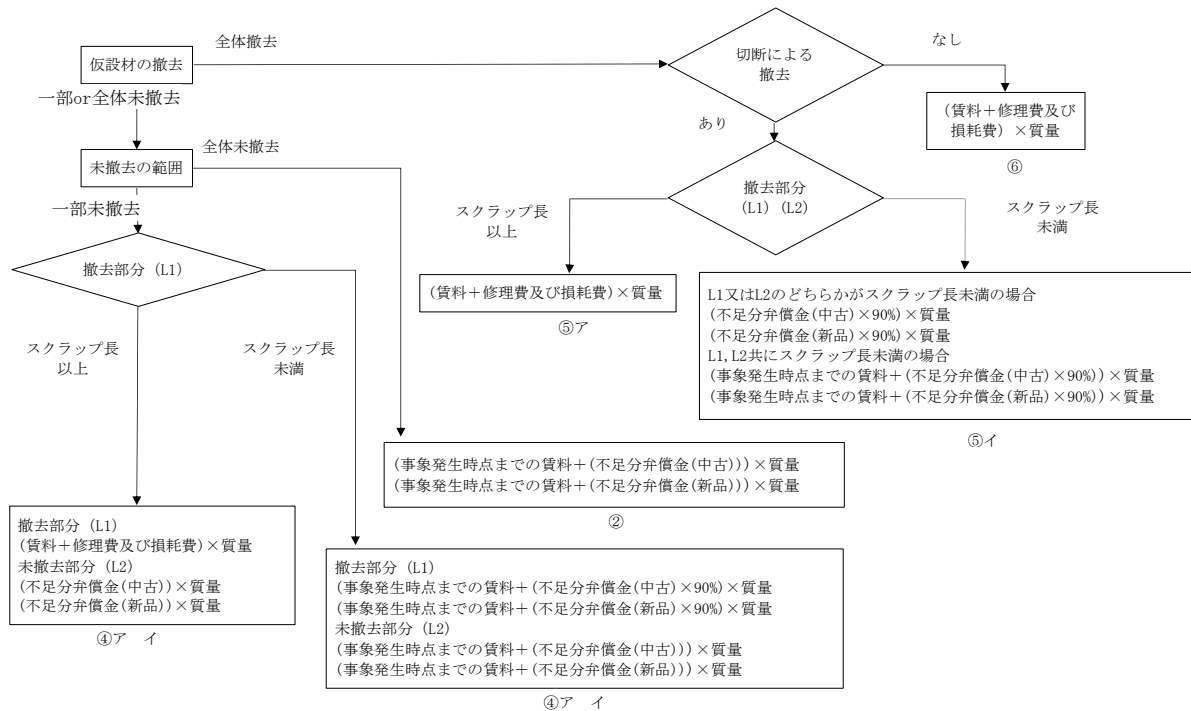 全体撤去
仮設材の撤去
一部or全体未撤去
切断による
撤去
なし
(賃料＋修理費及び
損耗費) ×質量
⑥
あり
全体未撤去
未撤去の範囲
一部未撤去
撤去部分
(L1) (L2)
スクラップ長
以上
スクラップ長
未満
撤去部分 (L1)
(賃料＋修理費及び損耗費)×質量
⑤ア
L1又はL2のどちらかがスクラップ長未満の場合
(不足分弁償金(中古)×90%)×質量
(不足分弁償金(新品)×90%)×質量
L1,L2共にスクラップ長未満の場合
(事象発生時点までの賃料＋(不足分弁償金(中古)×90%))×質量
(事象発生時点までの賃料＋(不足分弁償金(新品)×90%))×質量
⑤イ
スクラップ長
以上
スクラップ長
未満
(事象発生時点までの賃料＋(不足分弁償金(中古)))×質量
(事象発生時点までの賃料＋(不足分弁償金(新品)))×質量
②
撤去部分 (L1)
(賃料＋修理費及び損耗費)×質量
未撤去部分 (L2)
(不足分弁償金(中古))×質量
(不足分弁償金(新品))×質量
④ア イ
撤去部分 (L1)
(事象発生時点までの賃料＋(不足分弁償金(中古)×90%)×質量
(事象発生時点までの賃料＋(不足分弁償金(新品)×90%)×質量
未撤去部分 (L2)
(事象発生時点までの賃料＋(不足分弁償金(中古)))×質量
(事象発生時点までの賃料＋(不足分弁償金(新品)))×質量
④ア イ